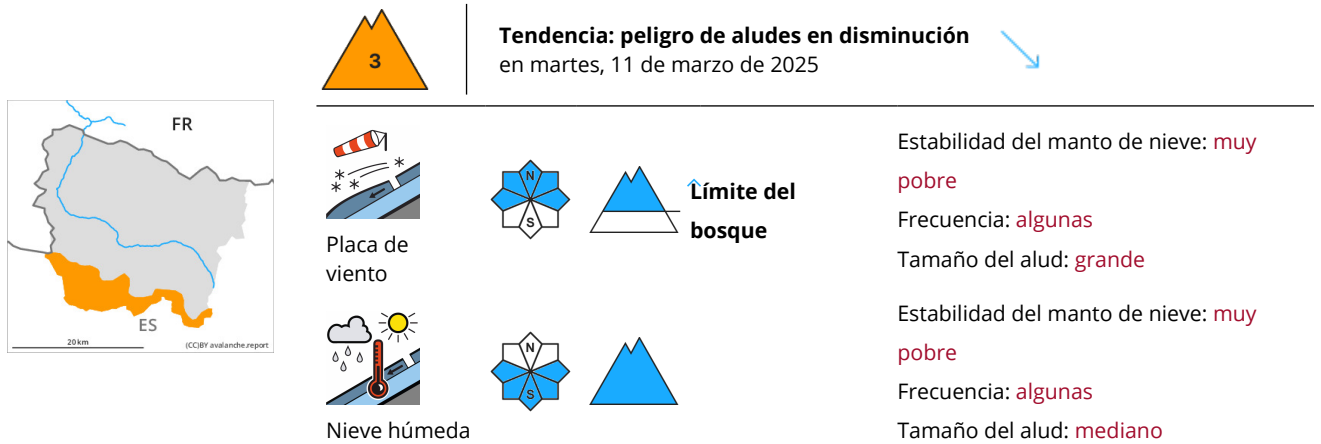 3
Tendencia: peligro de aludes en disminución
en martes, 11 de marzo de 2025
FR
ES
20 km
(CC)BY avalanche.report
Placa de
viento
N
S
Límite del
bosque
Estabilidad del manto de nieve: muy
pobre
Frecuencia: algunas
Tamaño del alud: grande
Nieve húmeda
N
S
Estabilidad del manto de nieve: muy
pobre
Frecuencia: algunas
Tamaño del alud: mediano